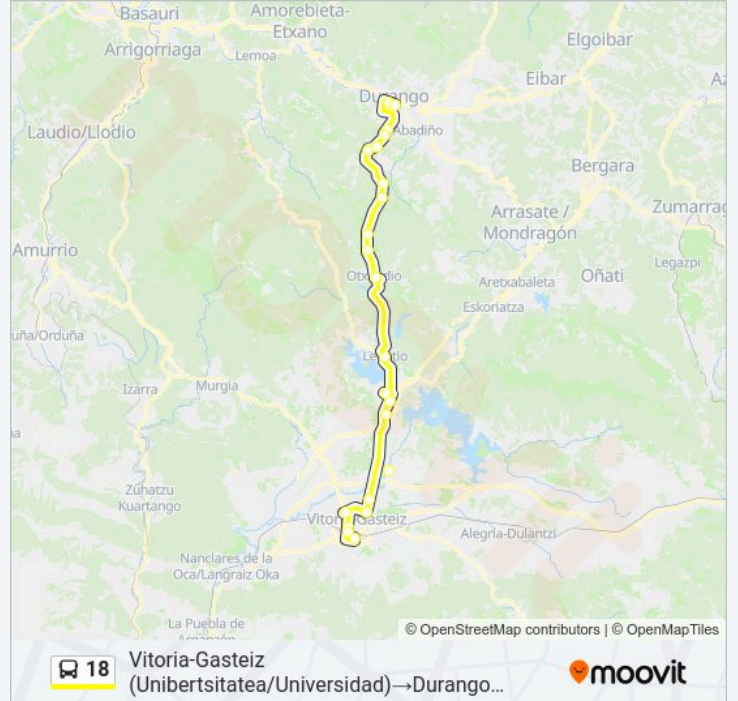 Basauri
Amorebieta-
Etxano
Arrigorriaga
Lemoa
Elgoibar
Eibar
Durango
Abadiño
Laudio/Llodio
Bergara
Arrasate /
Mondragón
Zumarrag
Amurrio
Legazpi
Oñati
Aretxabaleta
Eskoriatza
uña/Orduña
Izarra
Murgia
Zuhatzu
Kuartango
Vitoria-Gasteiz
Alegría-Dulantzi
Nanclares de la
Oca/Langraiz Oka
La Puebla de
© OpenStreetMap contributors | © OpenMapTiles
18
Vitoria-Gasteiz
(Unibertsitatea/Universidad)→Durango...
moovit